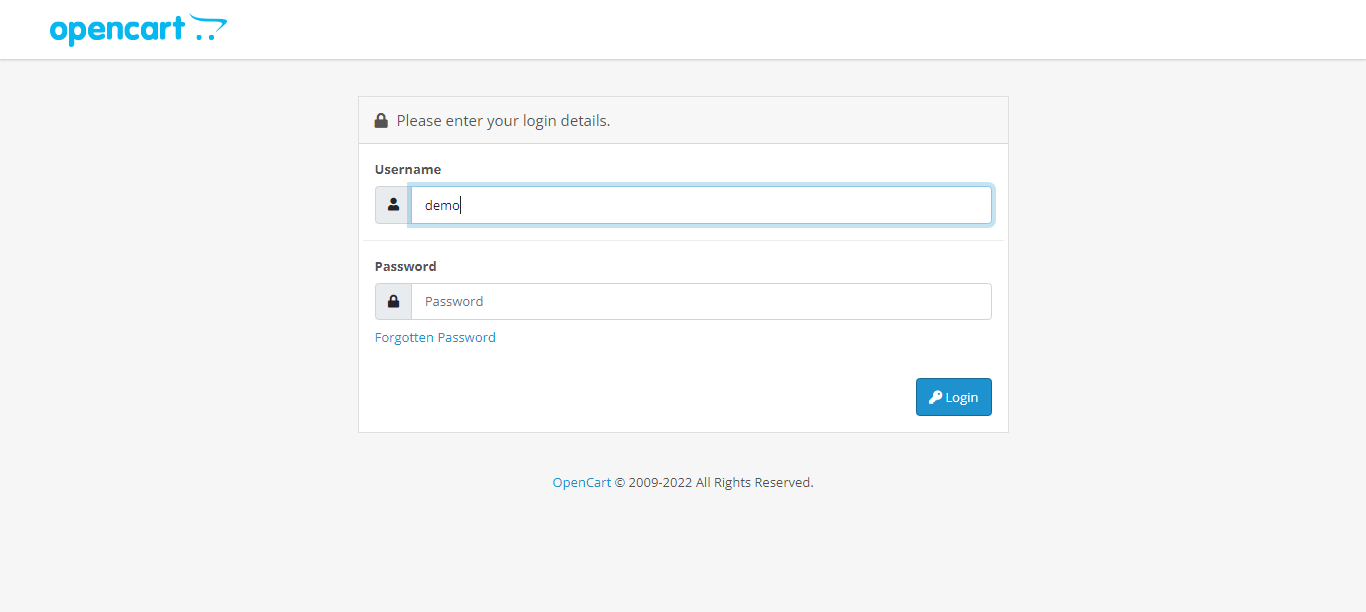 opencart
Please enter your login details.
Username
demo
Password
Password
Forgotten Password
Login
OpenCart © 2009-2022 All Rights Reserved.